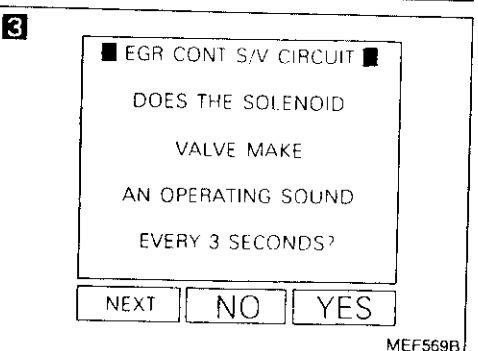 3
■ EGR CONT S/V CIRCUIT ■
DOES THE SOLENOID
VALVE MAKE
AN OPERATING SOUND
EVERY 3 SECONDS?
NEXT NO YES
MEF569B